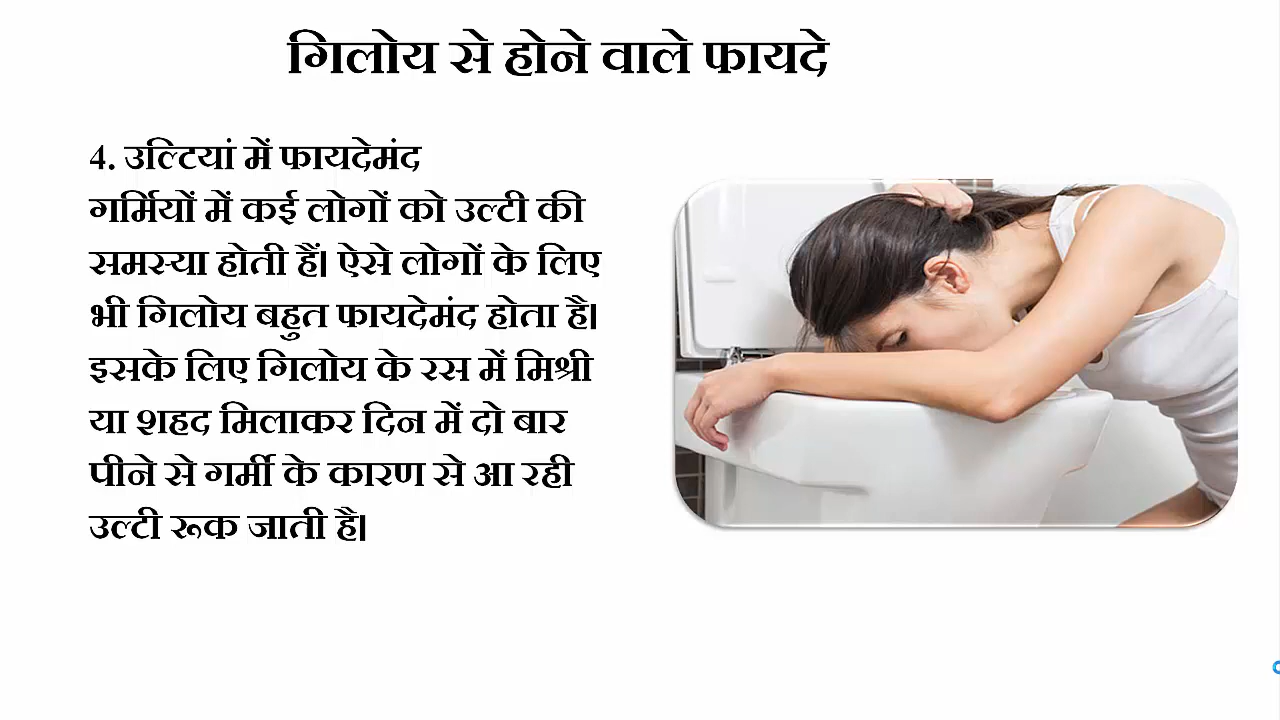 गिलोय से होने वाले फायदे
4. उल्टियां में फायदेमंद
गर्मियों में कई लोगों को उल्टी की
समस्या होती हैं। ऐसे लोगों के लिए
भी गिलोय बहुत फायदेमंद होता है।
इसके लिए गिलोय के रस में मिश्री
या शहद मिलाकर दिन में दो बार
पीने से गर्मी के कारण से आ रही
उल्टी रूक जाती है।